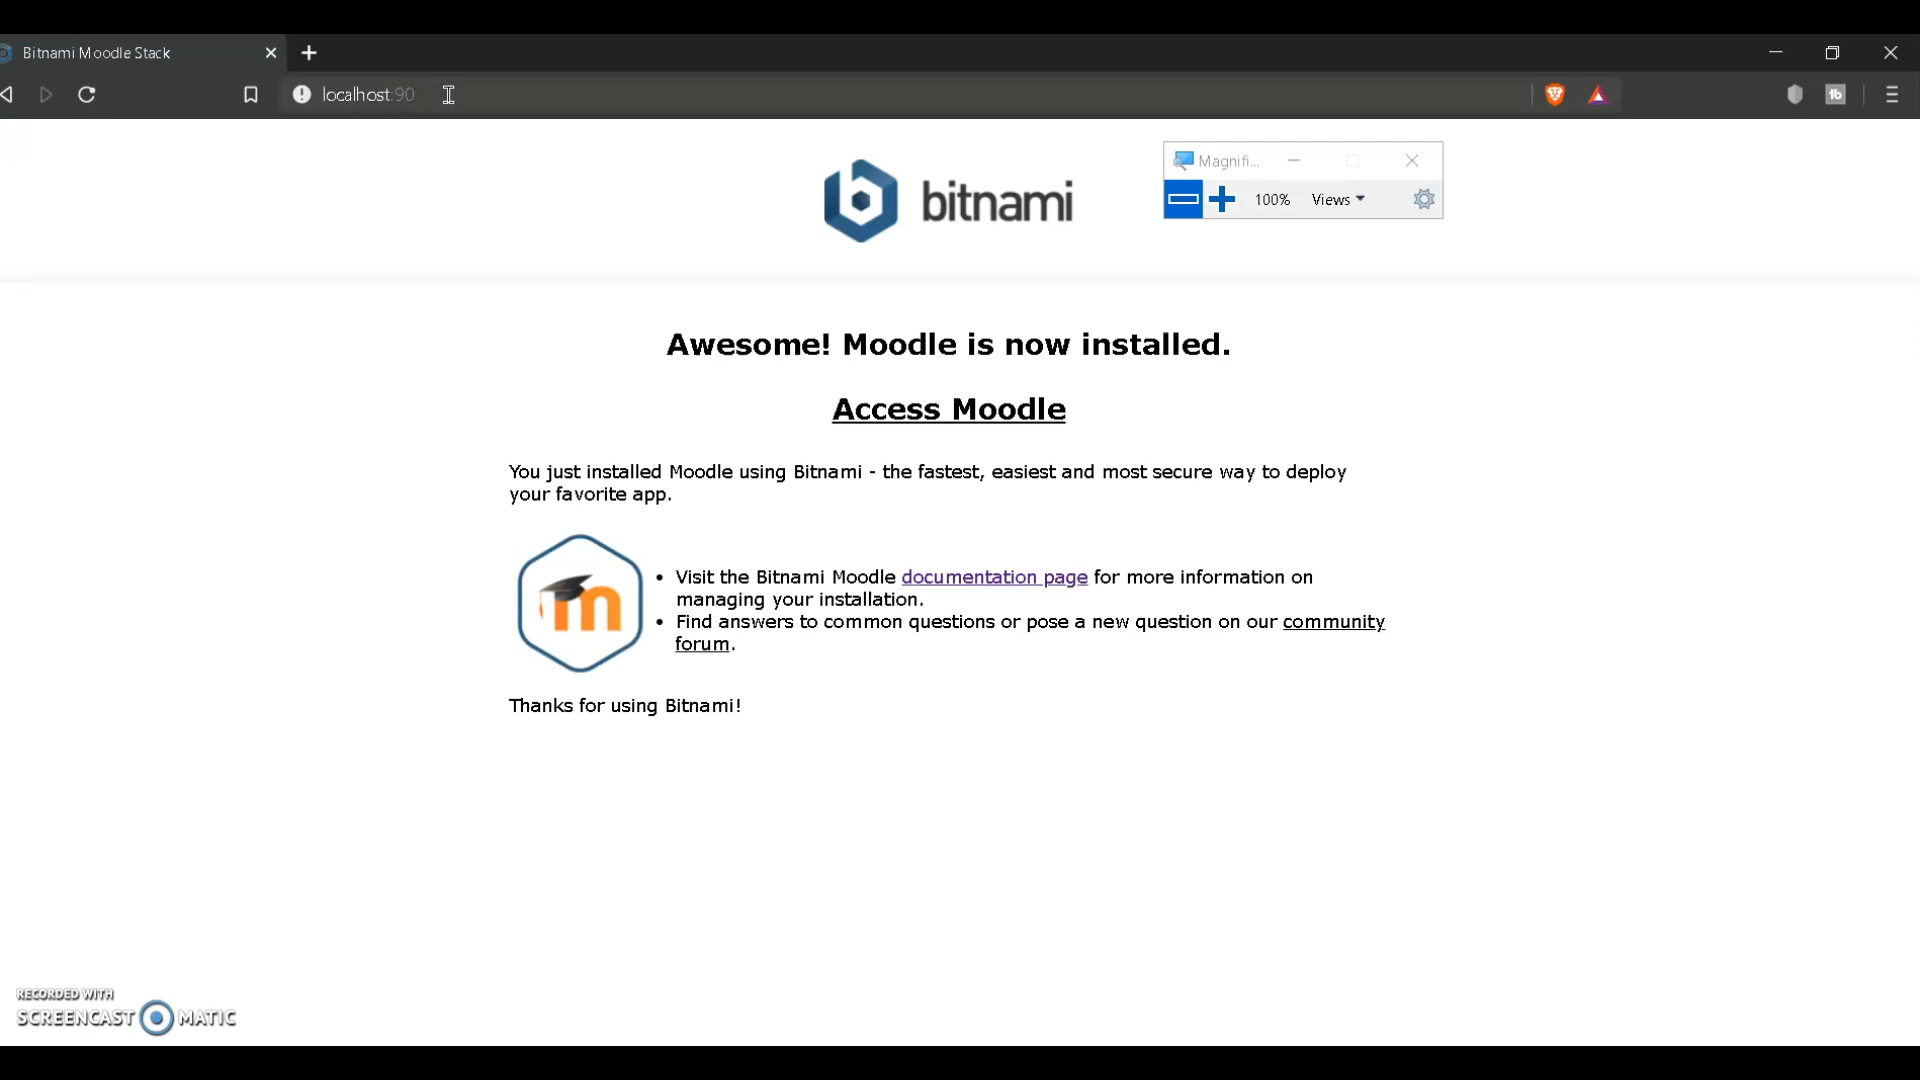 Bitnami Moodle Stack
localhost:90
bitnami
Magnifi...
100% Views
Awesome! Moodle is now installed.
Access Moodle
You just installed Moodle using Bitnami - the fastest, easiest and most secure way to deploy
your favorite app.
m
• Visit the Bitnami Moodle documentation page for more information on
managing your installation.
• Find answers to common questions or pose a new question on our community
forum.
Thanks for using Bitnami!
RECORDED WITH
SCREENCAST MATIC